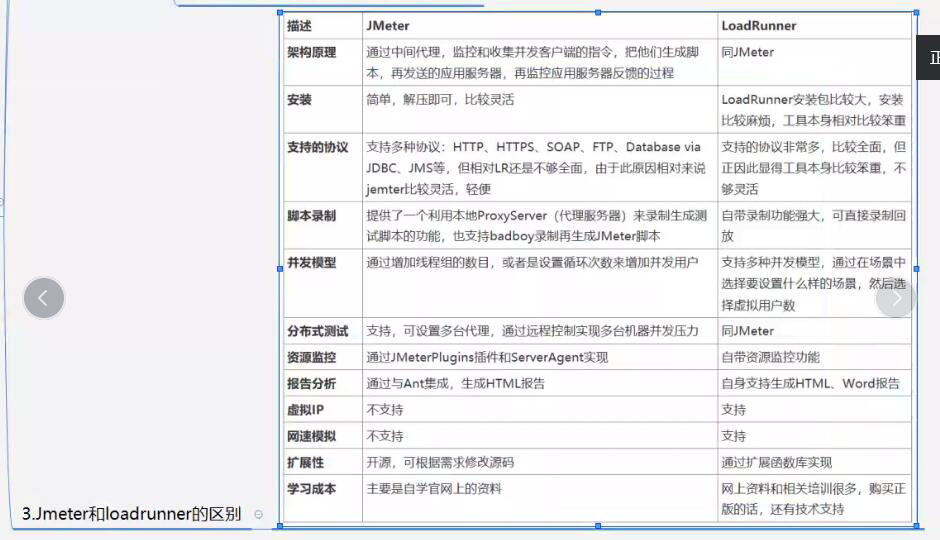 描述 JMeter LoadRunner
架构原理 通过中间代理，监控和收集并发客户端的指令，把他们生成脚 同JMeter
本，再发送的应用服务器，再监控应用服务器反馈的过程
安装 简单，解压即可，比较灵活 LoadRunner安装包比较大，安装
比较麻烦，工具本身相对比较笨重
支持的协议 支持多种协议：HTTP、HTTPS、SOAP、FTP、Database via 支持的协议非常多，比较全面，但
JDBC、JMS等，但相对LR还是不够全面，由于此原因相对来说 正因此显得工具本身比较笨重，不
jemter比较灵活，轻便 够灵活
脚本录制 提供了一个利用本地ProxyServer（代理服务器）来录制生成测 自带录制功能强大，可直接录制回
试脚本的功能，也支持badboy录制再生成JMeter脚本 放
并发模型 通过增加线程组的数目，或者是设置循环次数来增加并发用户 支持多种并发模型，通过在场景中
选择要设置什么样的场景，然后选
择虚拟用户数
分布式测试 支持，可设置多台代理，通过远程控制实现多台机器并发压力 同JMeter
资源监控 通过JMeterPlugins插件和ServerAgent实现 自带资源监控功能
报告分析 通过与Ant集成，生成HTML报告 自身支持生成HTML、Word报告
虚拟IP 不支持 支持
网速模拟 不支持 支持
扩展性 开源，可根据需求修改源码 通过扩展函数库实现
学习成本 主要是自学官网上的资料 网上资料和相关培训很多，购买正
版的话，还有技术支持
3.Jmeter和loadrunner的区别